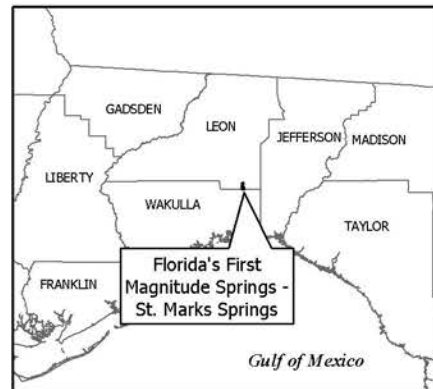 GADSDEN
LEON
JEFFERSON
MADISON
LIBERTY
WAKULLA
TAYLOR
FRANKLIN
Florida's First
Magnitude Springs -
St. Marks Springs
Gulf of Mexico